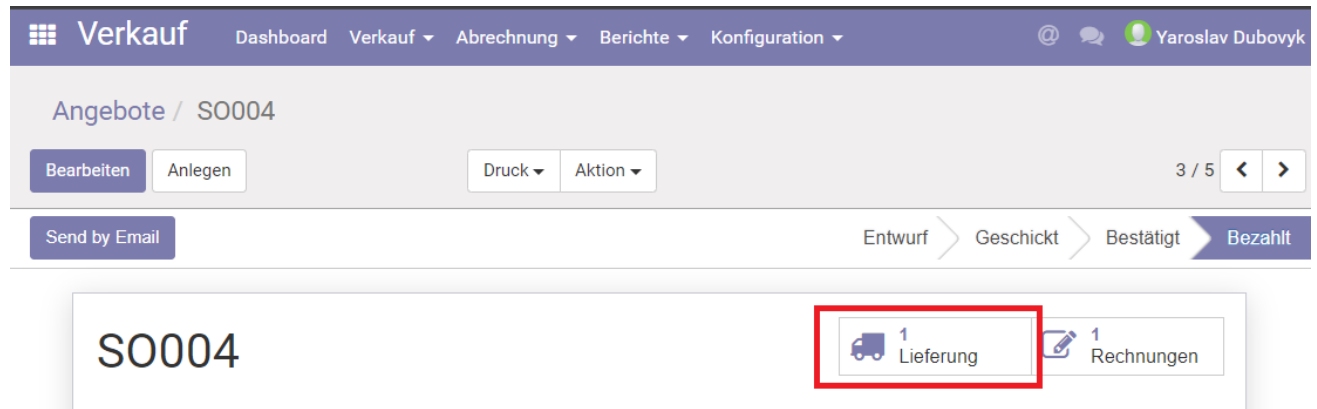 Verkauf Dashboard Verkauf Abrechnung Berichte Konfiguration @ Yaroslav Dubovyk
Angebote / SO004
Bearbeiten Anlegen Druck Aktion 3 / 5
Send by Email Entwurf Geschickt Bestätigt Bezahlt
SO004
1
Lieferung
1
Rechnungen